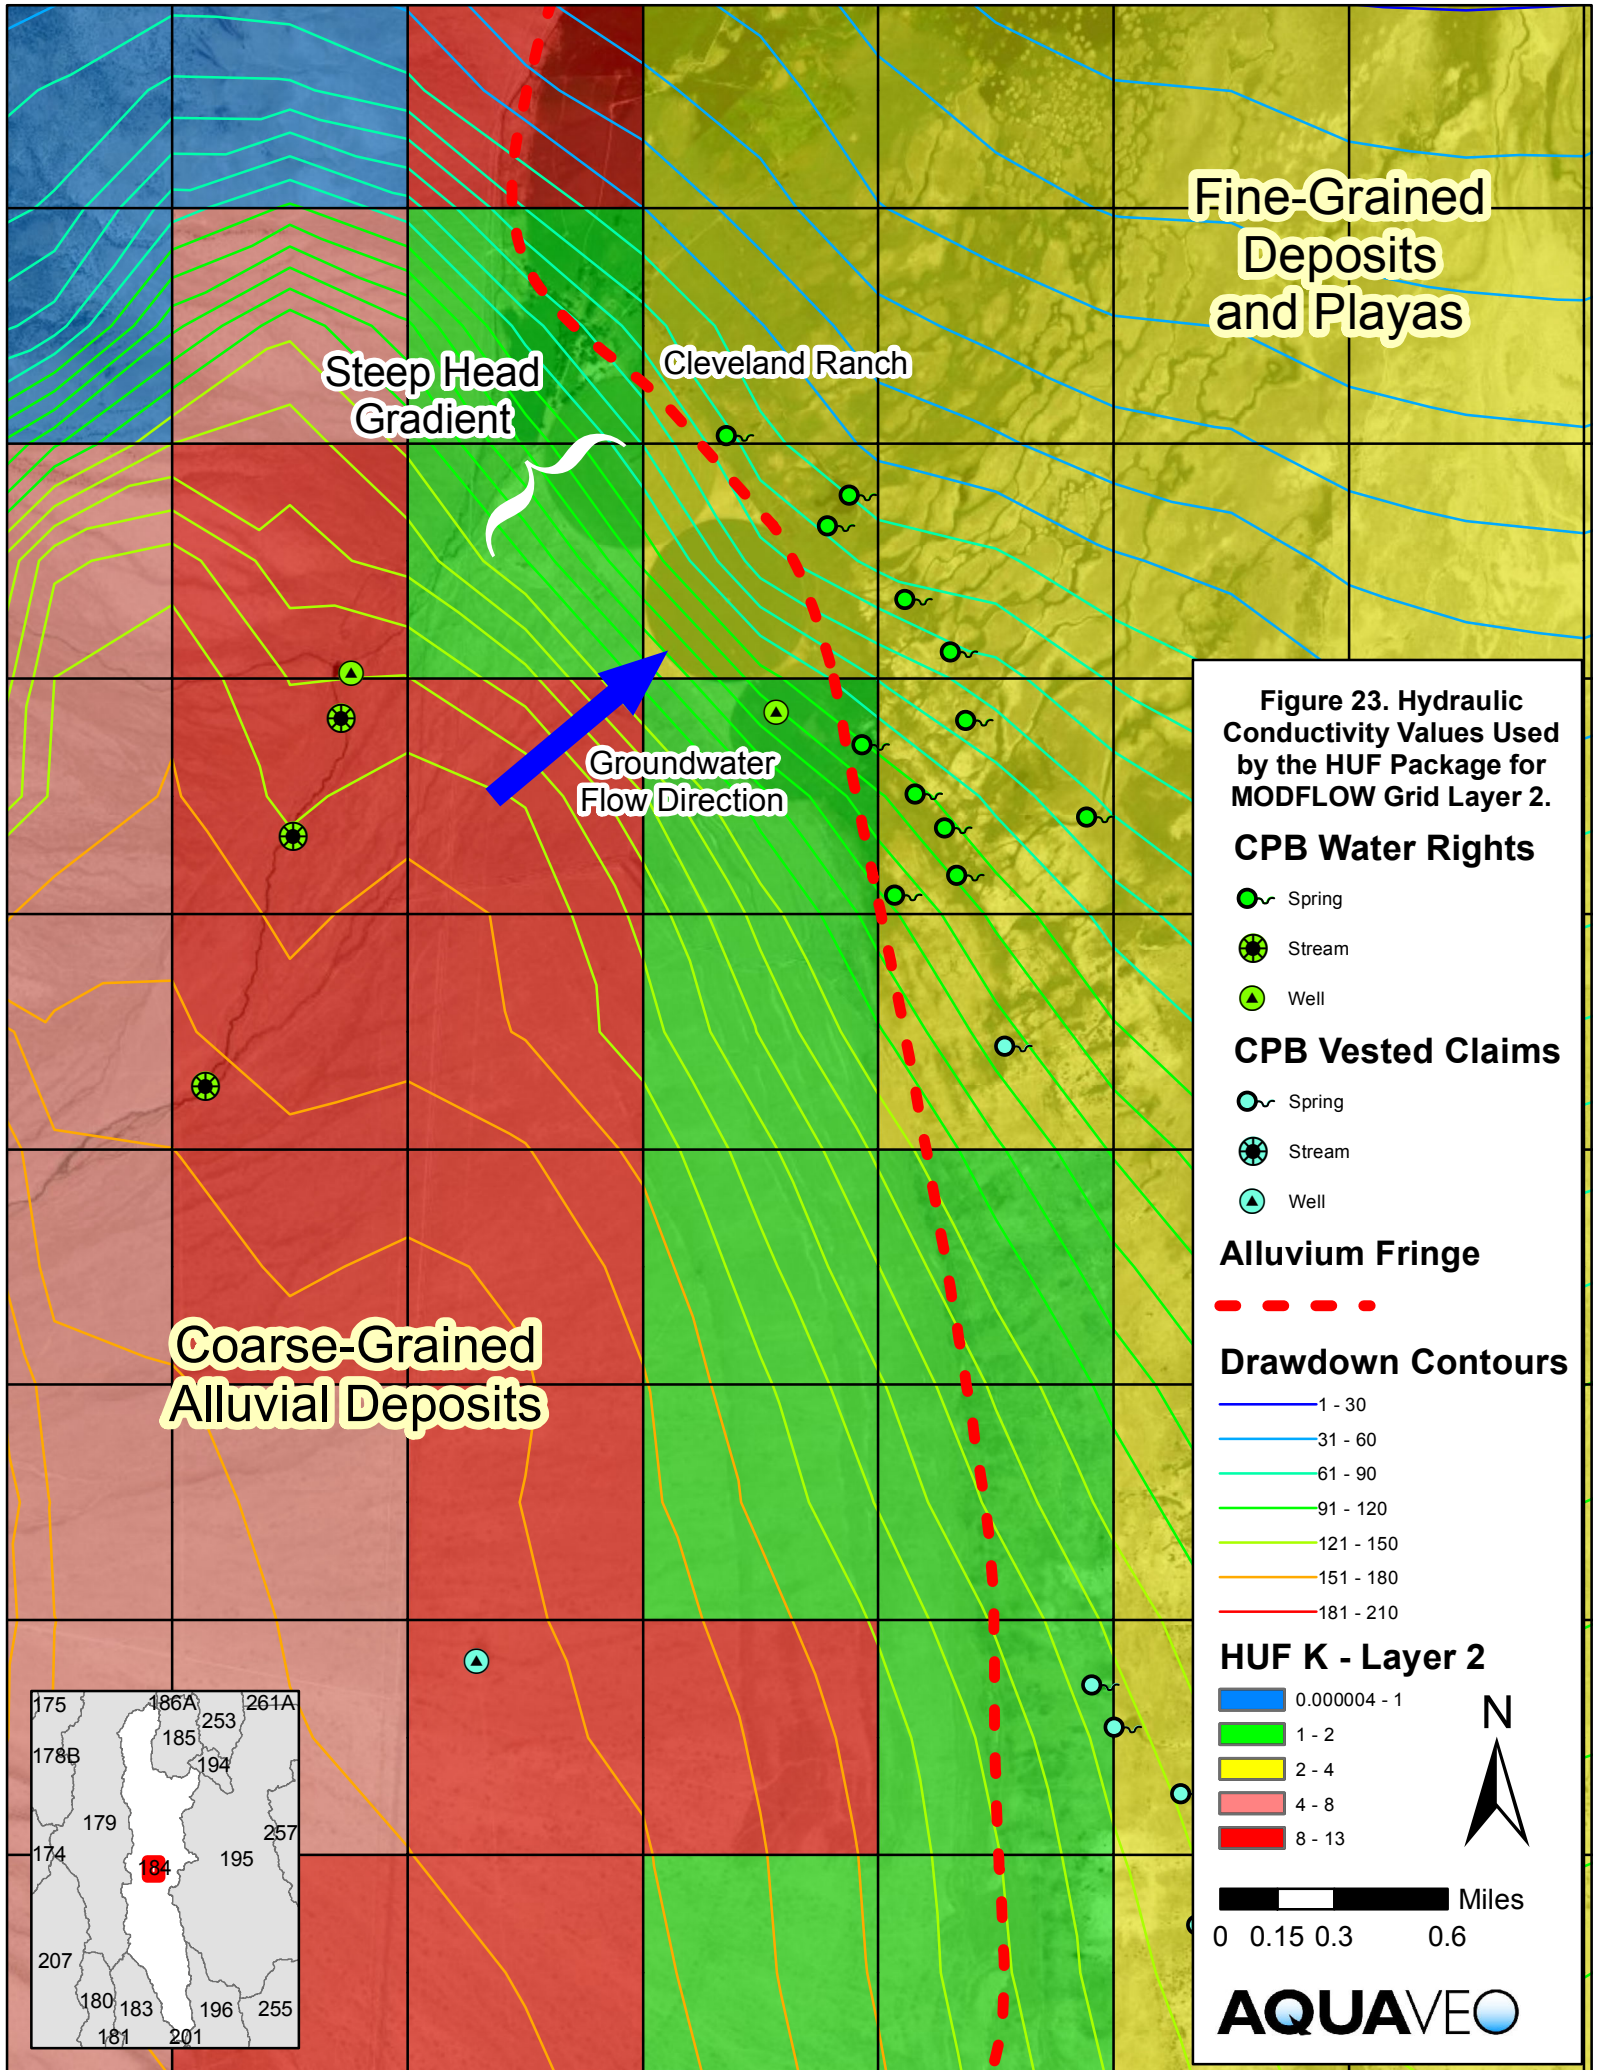 Fine-Grained
Deposits
and Playas
Steep Head
Gradient
Cleveland Ranch
Groundwater
Flow Direction
Coarse-Grained
Alluvial Deposits
Figure 23. Hydraulic
Conductivity Values Used
by the HUF Package for
MODFLOW Grid Layer 2.
CPB Water Rights
Spring
Stream
Well
CPB Vested Claims
Spring
Stream
Well
Alluvium Fringe
Drawdown Contours
1 - 30
31 - 60
61 - 90
91 - 120
121 - 150
151 - 180
181 - 210
HUF K - Layer 2
0.000004 - 1
1 - 2
2 - 4
4 - 8
8 - 13
N
Miles
0 0.15 0.3 0.6
AQUAVEO
175 186A 261A
185 253
178B 194
179 257
174 184 195
207
180 183 196 255
181 201